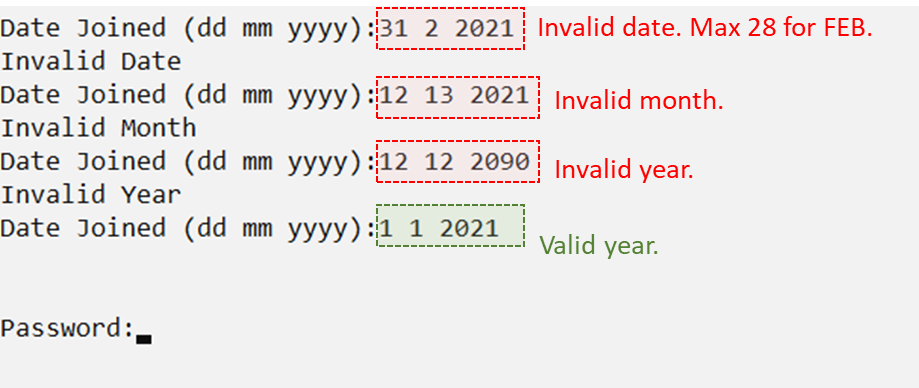 Date Joined (dd mm yyyy):31 2 2021 Invalid date. Max 28 for FEB.
Invalid Date
Date Joined (dd mm yyyy):12 13 2021 Invalid month.
Invalid Month
Date Joined (dd mm yyyy):12 12 2090 Invalid year.
Invalid Year
Date Joined (dd mm yyyy):1 1 2021 Valid year.
Password: